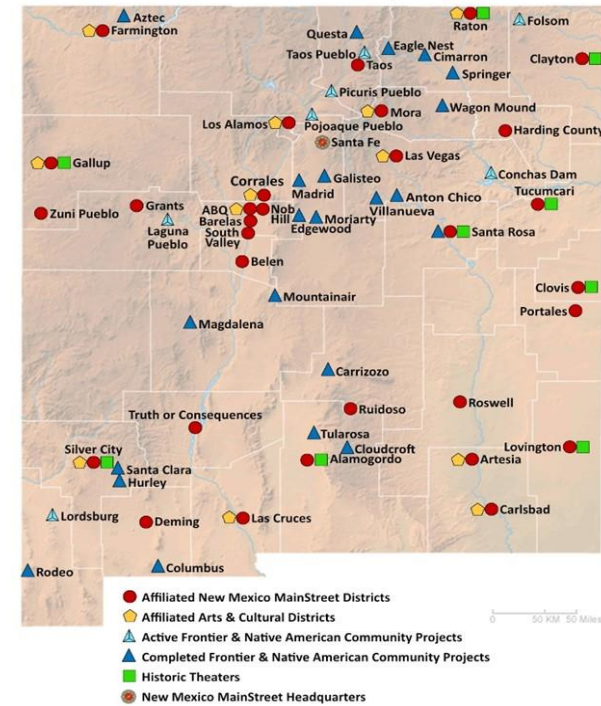 Aztec
Farmington
Questa
Eagle Nest
Taos Pueblo
Taos
Cimarron
Raton
Folsom
Clayton
Springer
Picuris Pueblo
Wagon Mound
Los Alamos
Pojoaque Pueblo
Mora
Harding County
Santa Fe
Las Vegas
Gallup
Conchas Dam
Tucumcari
Corrales
Madrid
Galisteo
Villanueva
Anton Chico
Zuni Pueblo
Grants
Laguna
Pueblo
ABQ
Nob
Hill
Barelas
South
Valley
Edgewood
Moriarty
Santa Rosa
Belen
Clovis
Mountainair
Portales
Magdalena
Carrizozo
Ruidoso
Roswell
Truth or Consequences
Tularosa
Cloudcroft
Alamogordo
Lovington
Silver City
Santa Clara
Hurley
Artesia
Lordsburg
Deming
Las Cruces
Carlsbad
Rodeo
Columbus
Affiliated New Mexico MainStreet Districts
Affiliated Arts & Cultural Districts
Active Frontier & Native American Community Projects
Completed Frontier & Native American Community Projects
Historic Theaters
New Mexico MainStreet Headquarters
0 50 KM 50 Miles